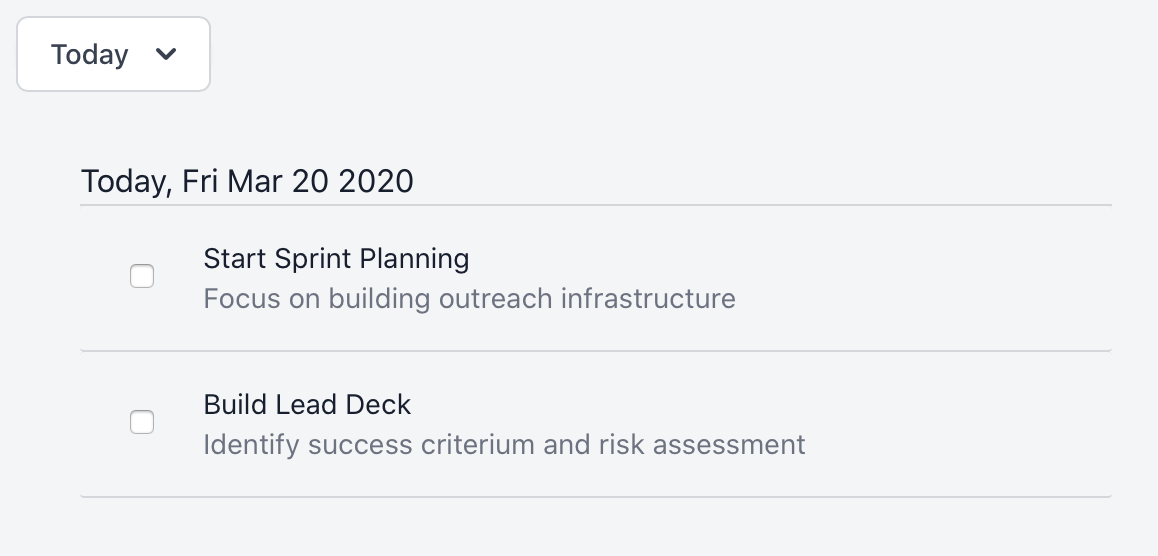 Today
Today, Fri Mar 20 2020
Start Sprint Planning
Focus on building outreach infrastructure
Build Lead Deck
Identify success criterium and risk assessment